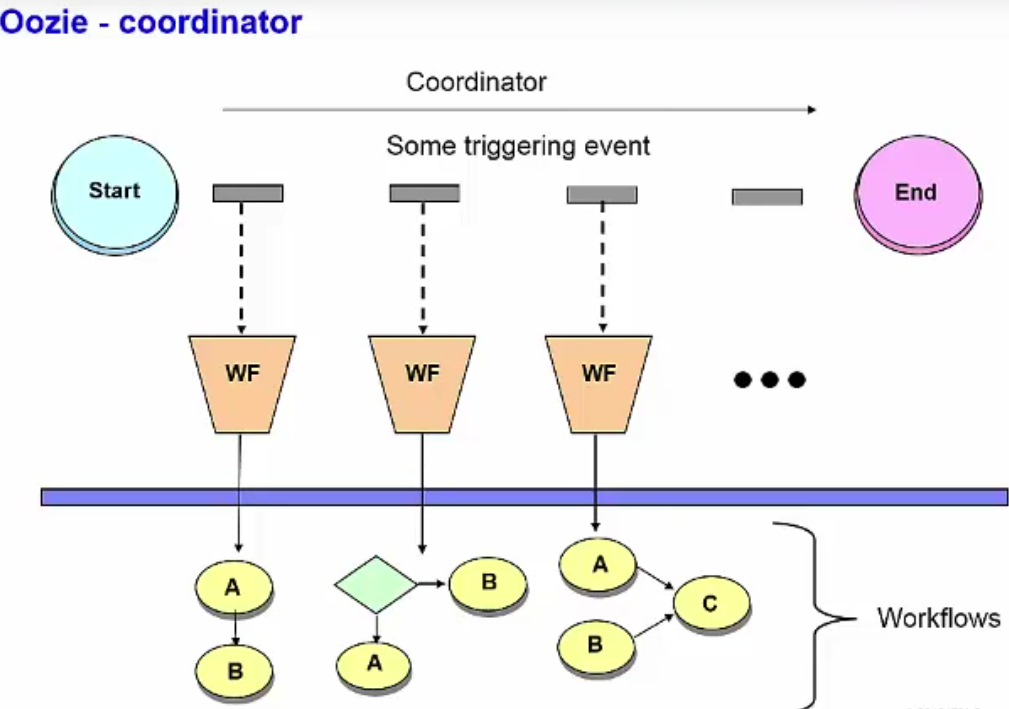 Oozie - coordinator
Coordinator
Some triggering event
Start
End
WF
WF
WF
A
B
A
B
C
B
A
Workflows